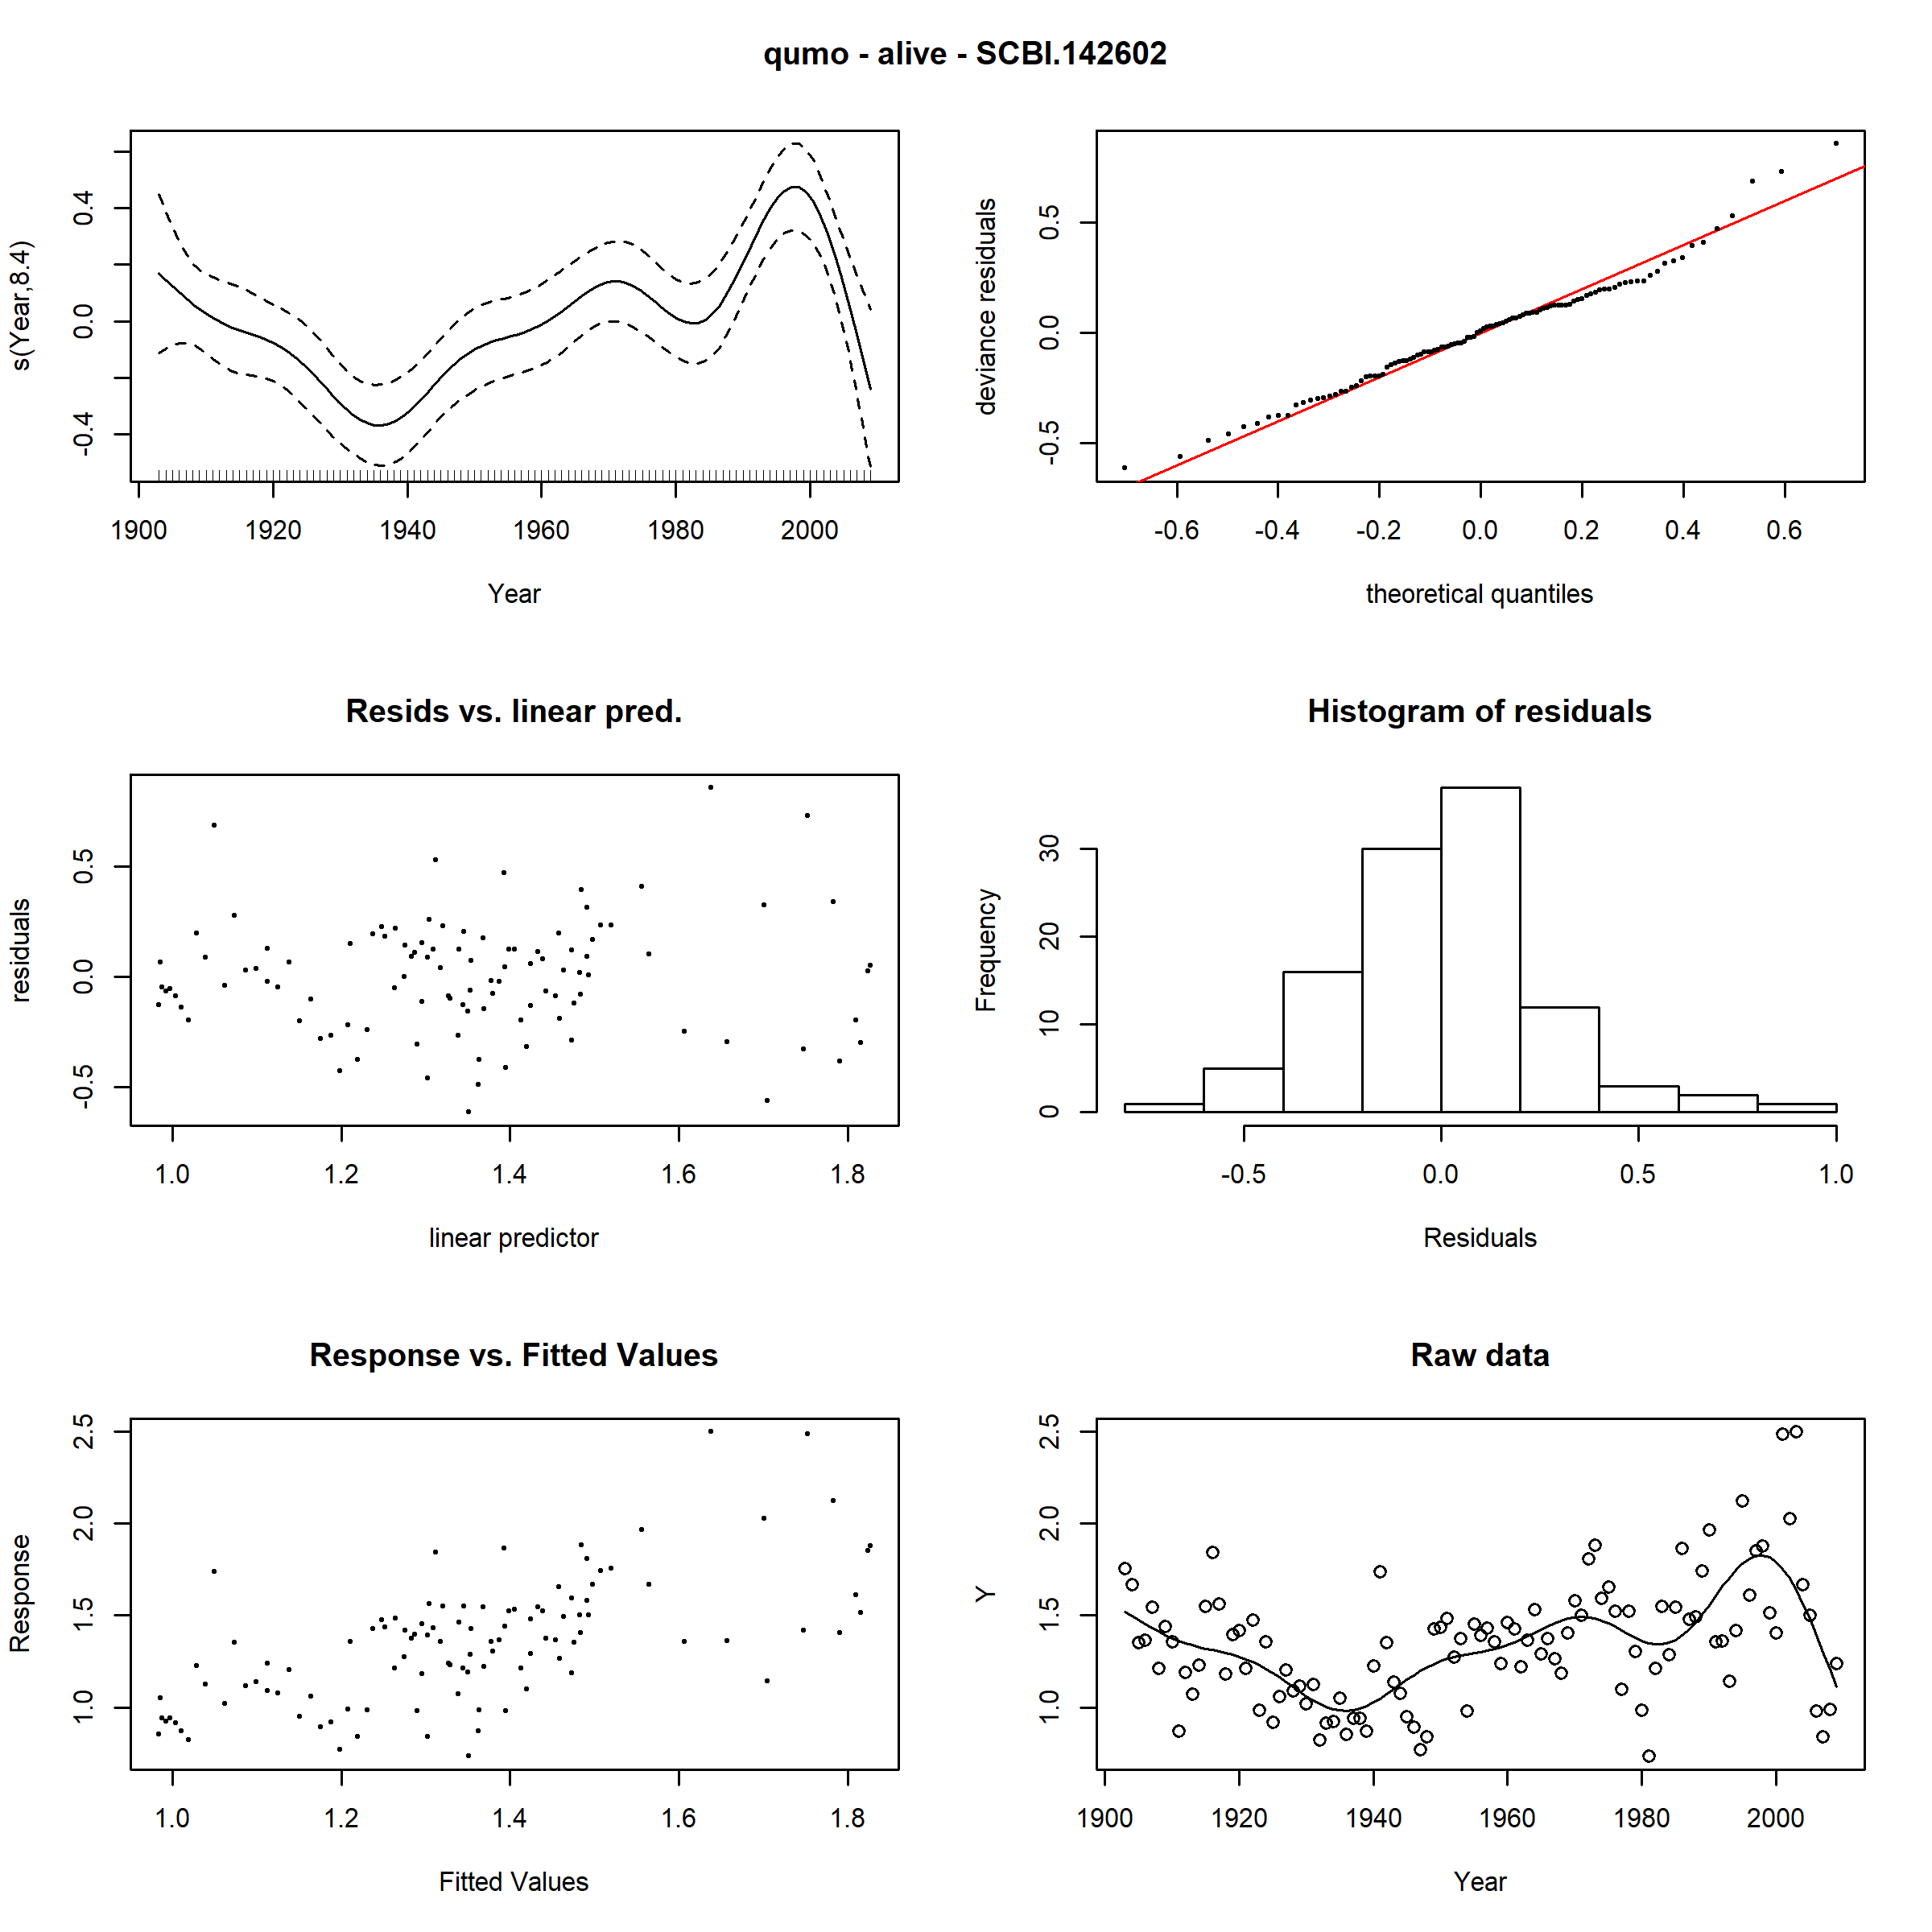 qumo - alive - SCBI.142602
s(Year,8.4)
-0.4 0.0 0.4
1900 1920 1940 1960 1980 2000
Year
deviance residuals
-0.5 0.0 0.5
-0.6 -0.4 -0.2 0.0 0.2 0.4 0.6
theoretical quantiles
Resids vs. linear pred.
residuals
-0.5 0.0 0.5
1.0 1.2 1.4 1.6 1.8
linear predictor
Histogram of residuals
Frequency
0 10 20 30
-0.5 0.0 0.5 1.0
Residuals
Response vs. Fitted Values
Response
1.0 1.5 2.0 2.5
1.0 1.2 1.4 1.6 1.8
Fitted Values
Raw data
Y
1.0 1.5 2.0 2.5
1900 1920 1940 1960 1980 2000
Year